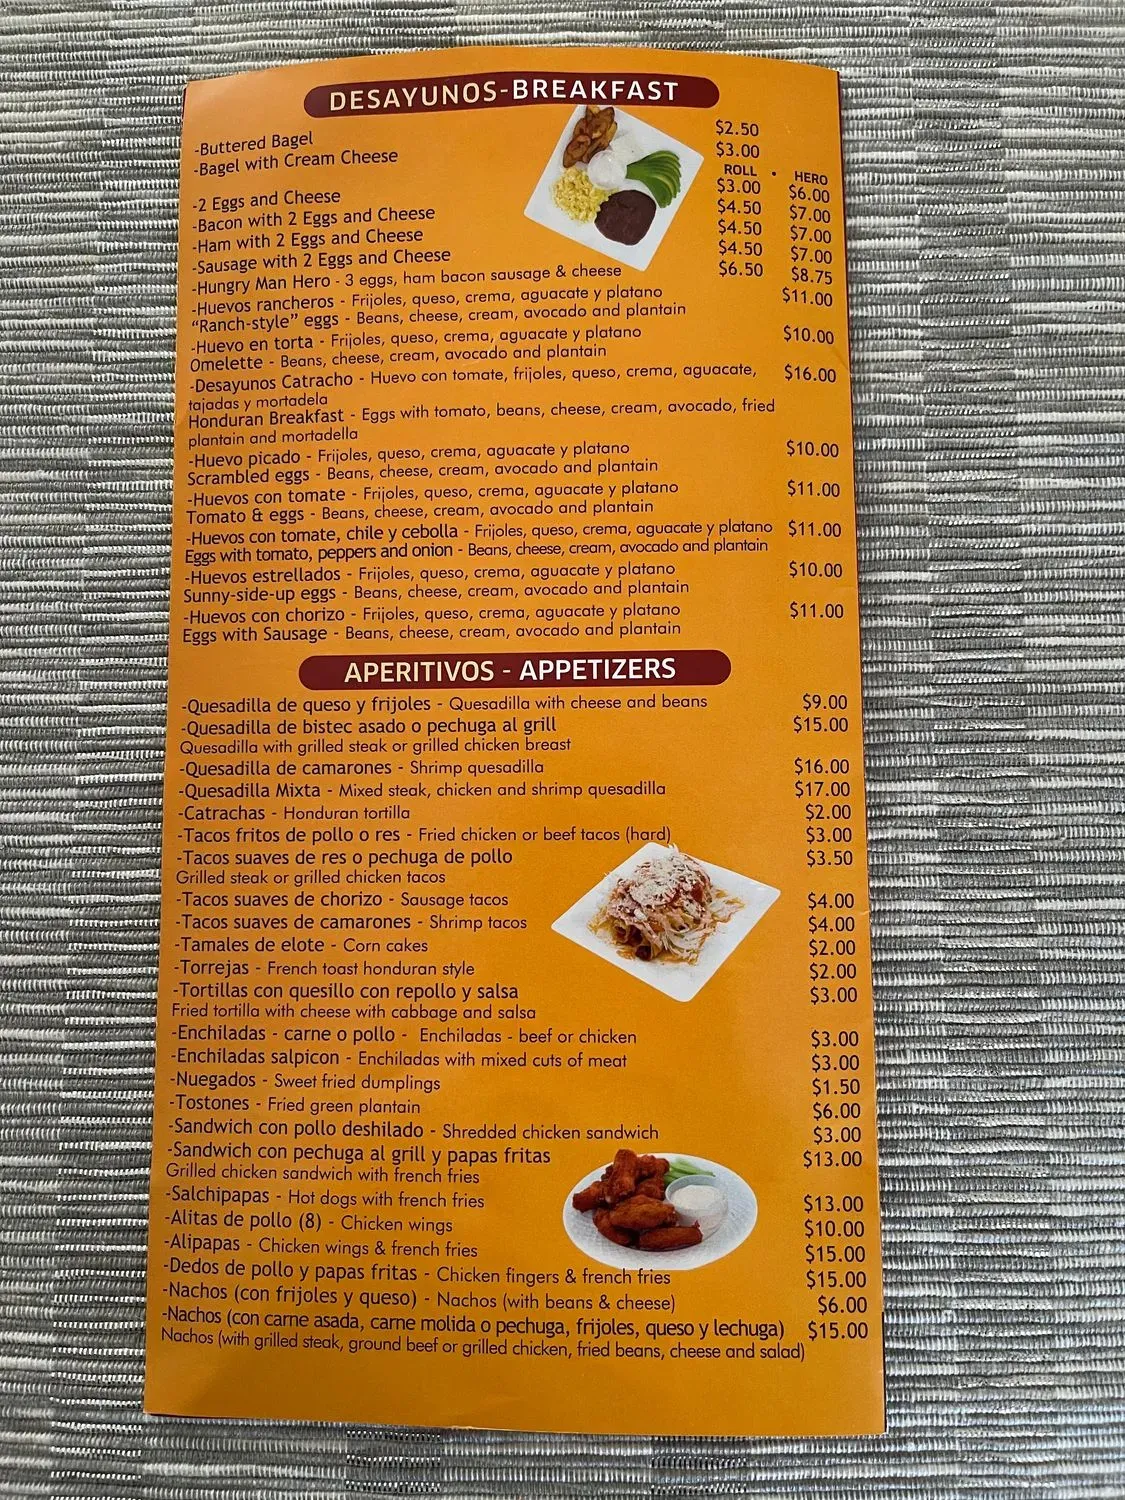 DESAYUNOS-BREAKFAST
-Buttered Bagel $2.50
-Bagel with Cream Cheese $3.00
ROLL • HERO
-2 Eggs and Cheese $3.00 $6.00
-Bacon with 2 Eggs and Cheese $4.50 $7.00
-Ham with 2 Eggs and Cheese $4.50 $7.00
-Sausage with 2 Eggs and Cheese $4.50 $7.00
-Hungry Man Hero - 3 eggs, ham bacon sausage & cheese $6.50 $8.75
-Huevos rancheros - Frijoles, queso, crema, aguacate y platano $11.00
"Ranch-style" eggs - Beans, cheese, cream, avocado and plantain
-Huevo en torta - Frijoles, queso, crema, aguacate y platano $10.00
Omelette - Beans, cheese, cream, avocado and plantain
-Desayunos Catracho - Huevo con tomate, frijoles, queso, crema, aguacate, $16.00
tajadas y mortadela
Honduran Breakfast - Eggs with tomato, beans, cheese, cream, avocado, fried
plantain and mortadella
-Huevo picado - Frijoles, queso, crema, aguacate y platano $10.00
Scrambled eggs - Beans, cheese, cream, avocado and plantain
-Huevos con tomate - Frijoles, queso, crema, aguacate y platano $11.00
Tomato & eggs - Beans, cheese, cream, avocado and plantain
-Huevos con tomate, chile y cebolla - Frijoles, queso, crema, aguacate y platano $11.00
Eggs with tomato, peppers and onion - Beans, cheese, cream, avocado and plantain
-Huevos estrellados - Frijoles, queso, crema, aguacate y platano $10.00
Sunny-side-up eggs - Beans, cheese, cream, avocado and plantain
-Huevos con chorizo - Frijoles, queso, crema, aguacate y platano $11.00
Eggs with Sausage - Beans, cheese, cream, avocado and plantain
APERITIVOS - APPETIZERS
-Quesadilla de queso y frijoles - Quesadilla with cheese and beans $9.00
-Quesadilla de bistec asado o pechuga al grill $15.00
Quesadilla with grilled steak or grilled chicken breast
-Quesadilla de camarones - Shrimp quesadilla $16.00
-Quesadilla Mixta - Mixed steak, chicken and shrimp quesadilla $17.00
-Catrachas - Honduran tortilla $2.00
-Tacos fritos de pollo o res - Fried chicken or beef tacos (hard) $3.00
-Tacos suaves de res o pechuga de pollo $3.50
Grilled steak or grilled chicken tacos
-Tacos suaves de chorizo - Sausage tacos $4.00
-Tacos suaves de camarones - Shrimp tacos $4.00
-Tamales de elote - Corn cakes $2.00
-Torrejas - French toast honduran style $2.00
-Tortillas con quesillo con repollo y salsa $3.00
Fried tortilla with cheese with cabbage and salsa
-Enchiladas - carne o pollo - Enchiladas - beef or chicken $3.00
-Enchiladas salpicon - Enchiladas with mixed cuts of meat $3.00
-Nuegados - Sweet fried dumplings $1.50
-Tostones - Fried green plantain $6.00
-Sandwich con pollo deshilado - Shredded chicken sandwich $3.00
-Sandwich con pechuga al grill y papas fritas $13.00
Grilled chicken sandwich with french fries
-Salchipapas - Hot dogs with french fries $13.00
-Alitas de pollo (8) - Chicken wings $10.00
-Alipapas - Chicken wings & french fries $15.00
-Dedos de pollo y papas fritas - Chicken fingers & french fries $15.00
-Nachos (con frijoles y queso) - Nachos (with beans & cheese) $6.00
-Nachos (con carne asada, carne molida o pechuga, frijoles, queso y lechuga) $15.00
Nachos (with grilled steak, ground beef or grilled chicken, fried beans, cheese and salad)